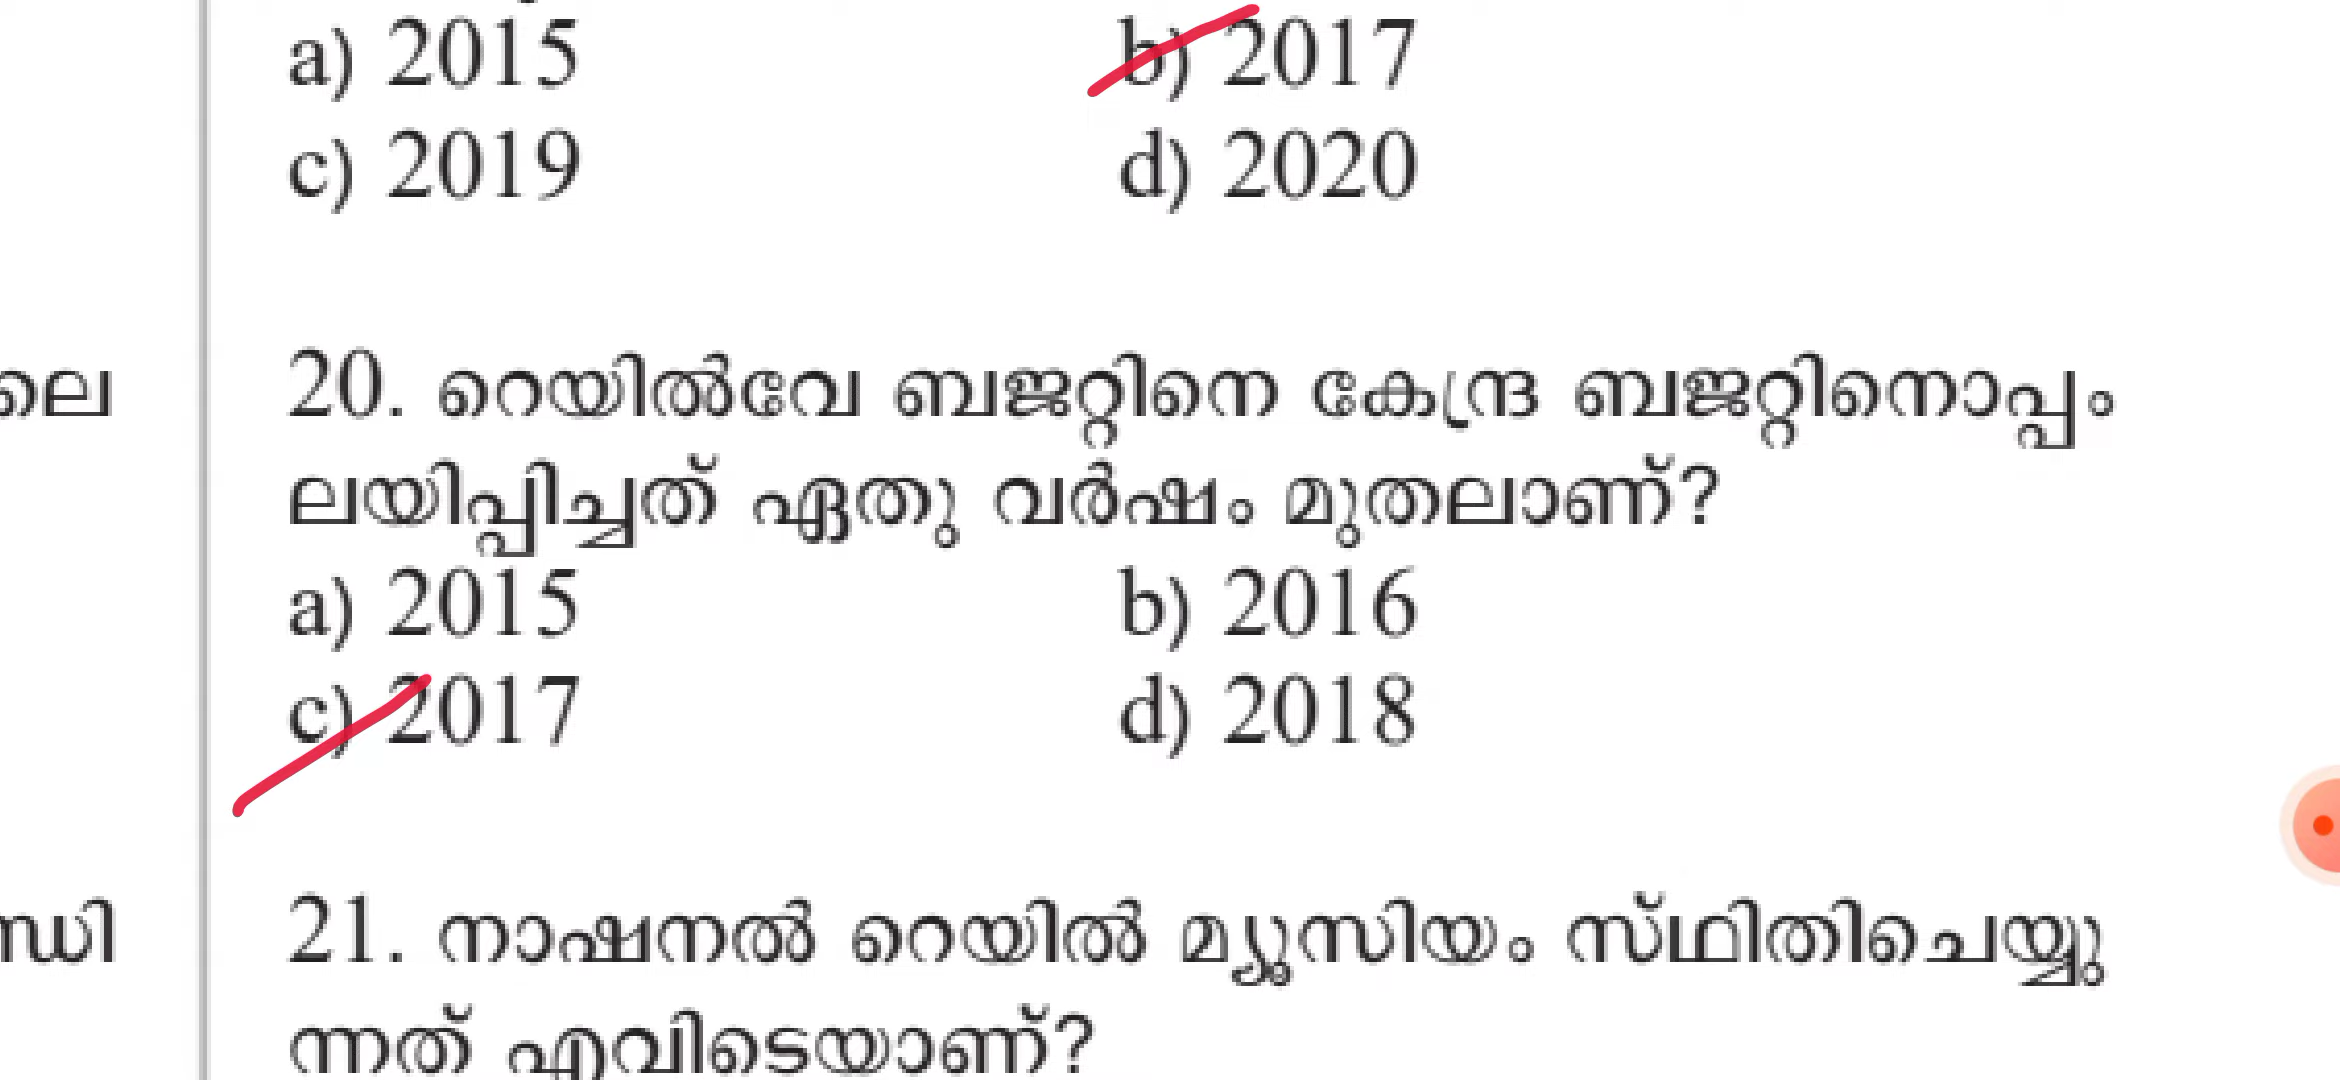 a) 2015 b) 2017
c) 2019 d) 2020
ലെ
20. റെയിൽവേ ബജറ്റിനെ കേന്ദ്ര ബജറ്റിനൊപ്പം
ലയിപ്പിച്ചത് ഏതു വർഷം മുതലാണ്?
a) 2015 b) 2016
c) 2017 d) 2018
ന്ധി
21. നാഷനൽ റെയിൽ മ്യൂസിയം സ്ഥിതിചെയ്യു
ന്നത് എവിടെയാണ്?